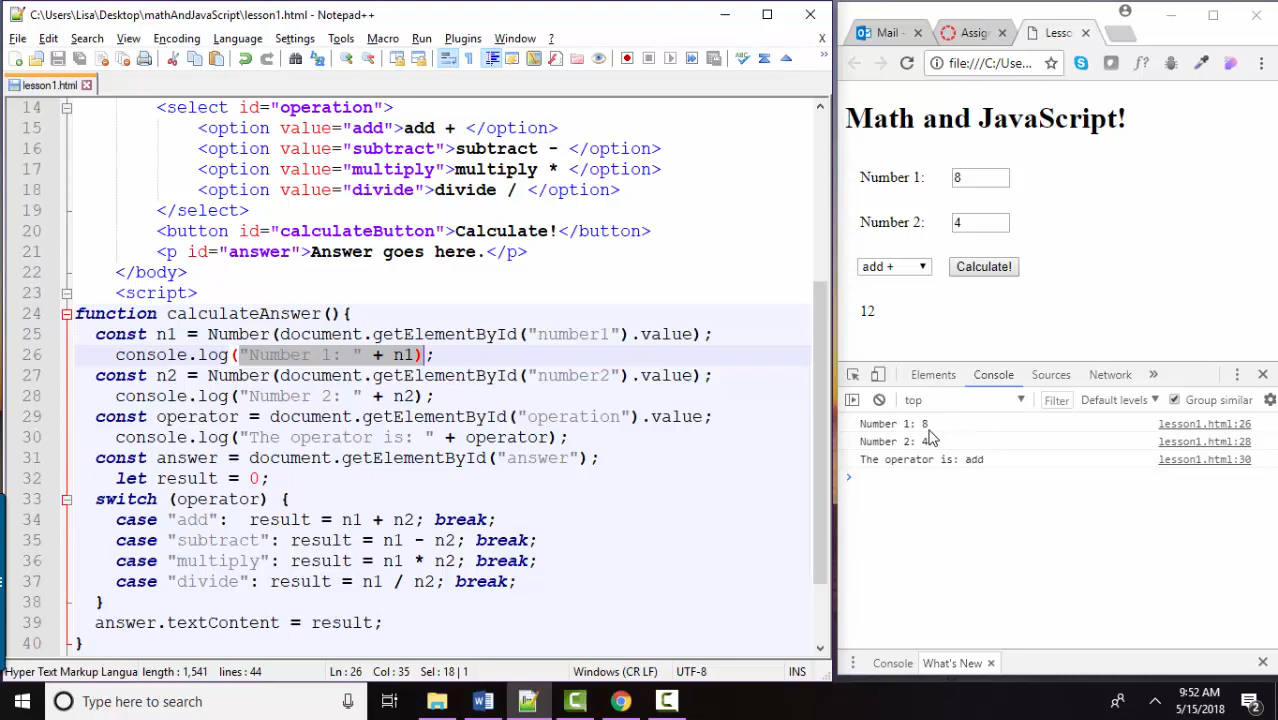 C:\Users\Lisa\Desktop\mathAndJavaScript\lesson1.html - Notepad++
File Edit Search View Encoding Language Settings Tools Macro Run Plugins Window ?
lesson1.html
14 <select id="operation">
15 <option value="add">add + </option>
16 <option value="subtract">subtract - </option>
17 <option value="multiply">multiply * </option>
18 <option value="divide">divide / </option>
19 </select>
20 <button id="calculateButton">Calculate!</button>
21 <p id="answer">Answer goes here.</p>
22 </body>
23 <script>
24 function calculateAnswer(){
25 const n1 = Number(document.getElementById("number1").value);
26 console.log("Number 1: " + n1);
27 const n2 = Number(document.getElementById("number2").value);
28 console.log("Number 2: " + n2);
29 const operator = document.getElementById("operation").value;
30 console.log("The operator is: " + operator);
31 const answer = document.getElementById("answer");
32 let result = 0;
33 switch (operator) {
34 case "add": result = n1 + n2; break;
35 case "subtract": result = n1 - n2; break;
36 case "multiply": result = n1 * n2; break;
37 case "divide": result = n1 / n2; break;
38 }
39 answer.textContent = result;
40 }
Hyper Text Markup Langua length : 1,541 lines : 44 Ln : 26 Col : 35 Sel : 18 | 1 Windows (CR LF) UTF-8 INS
Mail - Assig Lesso
file:///C:/Use...
f?
Math and JavaScript!
Number 1: 8
Number 2: 4
add + Calculate!
12
Elements Console Sources Network
top Filter Default levels Group similar
Number 1: 8 lesson1.html:26
Number 2: 4 lesson1.html:28
The operator is: add lesson1.html:30
Console What's New
Type here to search
9:52 AM
5/15/2018
2